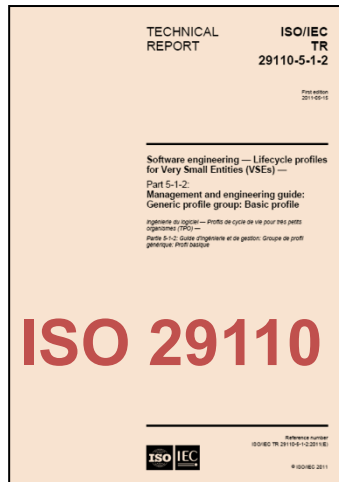 TECHNICAL
REPORT
ISO/IEC
TR
29110-5-1-2
First edition
2011-09-15
Software engineering — Lifecycle profiles
for Very Small Entities (VSEs) —
Part 5-1-2:
Management and engineering guide:
Generic profile group: Basic profile
Ingénierie du logiciel — Profils de cycle de vie pour très petits
organismes (TPO) —
Partie 5-1-2: Guide d'ingénierie et de gestion: Groupe de profil
générique: Profil basique
ISO 29110
Reference number
ISO/IEC TR 29110-5-1-2:2011(E)
ISO IEC
© ISO/IEC 2011